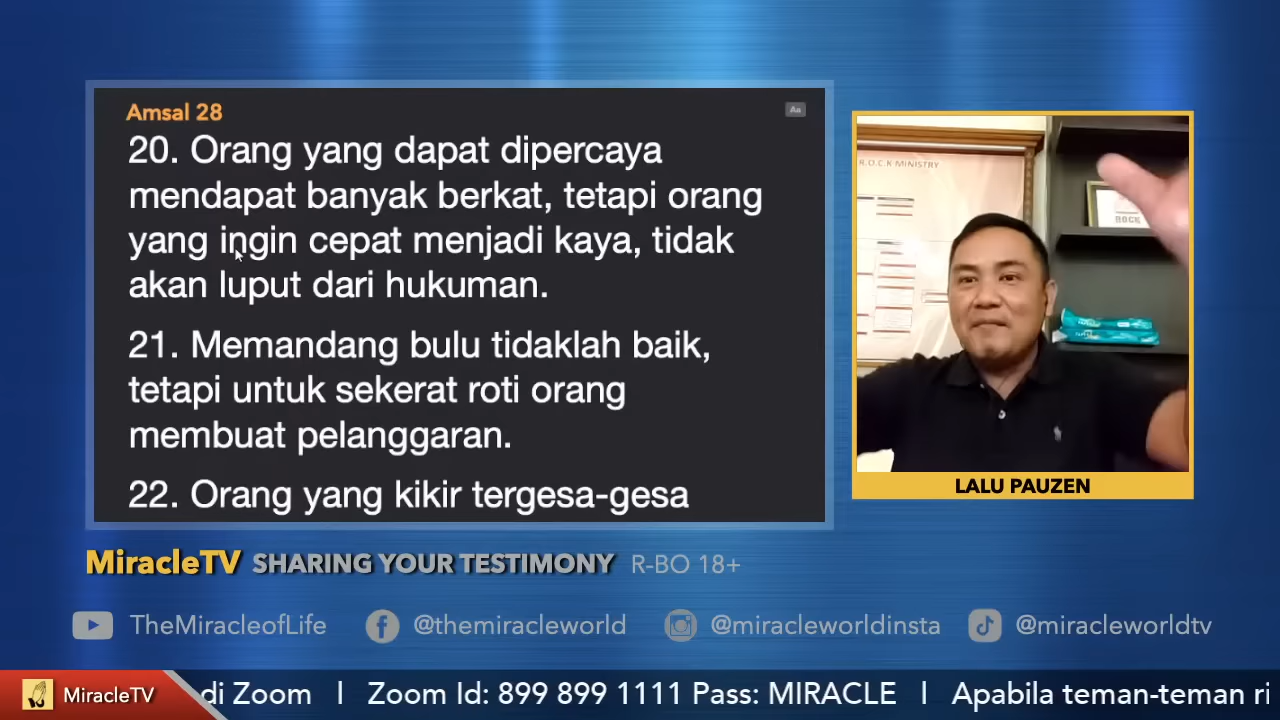 Amsal 28
Aa
20. Orang yang dapat dipercaya
mendapat banyak berkat, tetapi orang
yang ingin cepat menjadi kaya, tidak
akan luput dari hukuman.
21. Memandang bulu tidaklah baik,
tetapi untuk sekerat roti orang
membuat pelanggaran.
22. Orang yang kikir tergesa-gesa
R.O.C.K MINISTRY
ROCK
LALU PAUZEN
MiracleTV SHARING YOUR TESTIMONY R-BO 18+
TheMiracleofLife @themiracleworld @miracleworldinsta @miracleworldtv
MiracleTV di Zoom I Zoom Id: 899 899 1111 Pass: MIRACLE I Apabila teman-teman ri